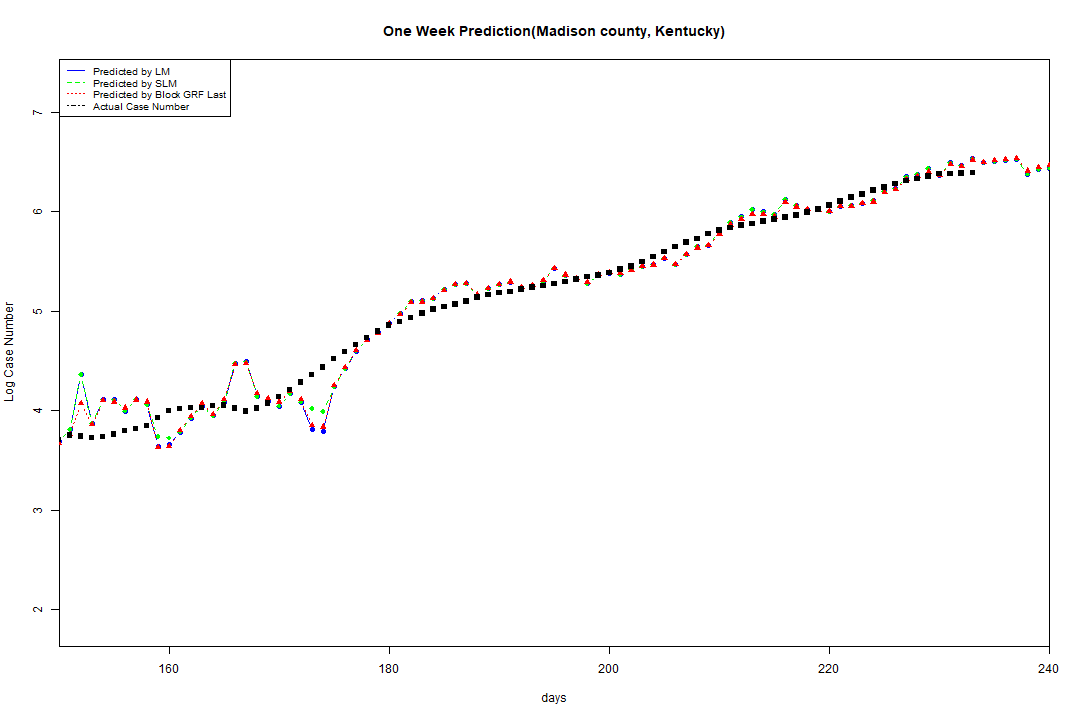 One Week Prediction(Madison county, Kentucky)
Predicted by LM
Predicted by SLM
Predicted by Block GRF Last
Actual Case Number
7
6
5
4
3
2
Log Case Number
160
180
200
220
240
days